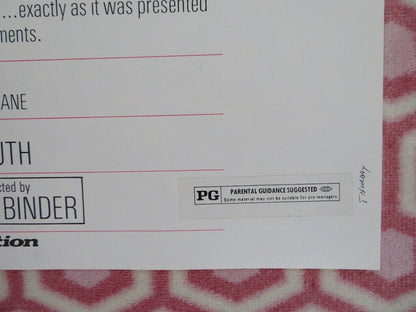 ...exactly as it was presented
ments.
ANE
UTH
cted by
BINDER
tion
PG PARENTAL GUIDANCE SUGGESTED
Some material may not be suitable for pre-teenagers